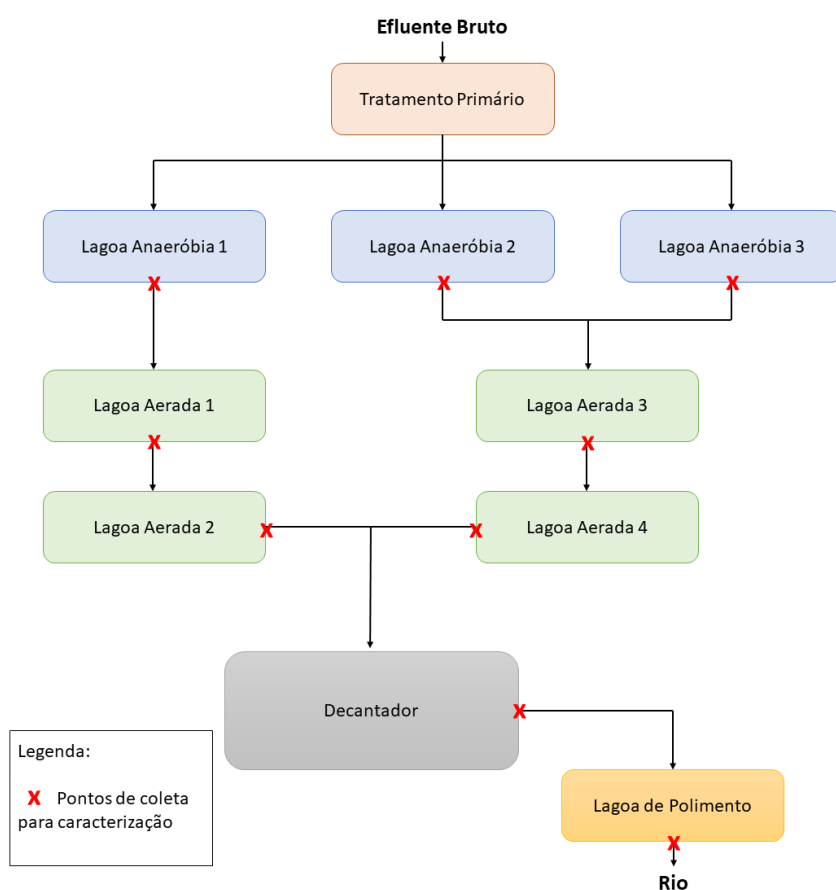 Efluente Bruto
Tratamento Primário
Lagoa Anaeróbia 1
Lagoa Anaeróbia 2
Lagoa Anaeróbia 3
X
X
X
Lagoa Aerada 1
Lagoa Aerada 3
X
X
Lagoa Aerada 2
X
X
Lagoa Aerada 4
Decantador
X
Legenda:
X Pontos de coleta
para caracterização
Lagoa de Polimento
X
Rio